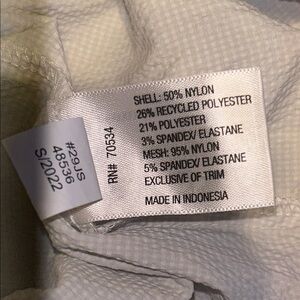 SHELL: 50% NYLON
26% RECYCLED POLYESTER
21% POLYESTER
3% SPANDEX/ ELASTANE
MESH: 95% NYLON
5% SPANDEX/ ELASTANE
EXCLUSIVE OF TRIM
MADE IN INDONESIA
RN# 70534
#29JS
48536
S/2022